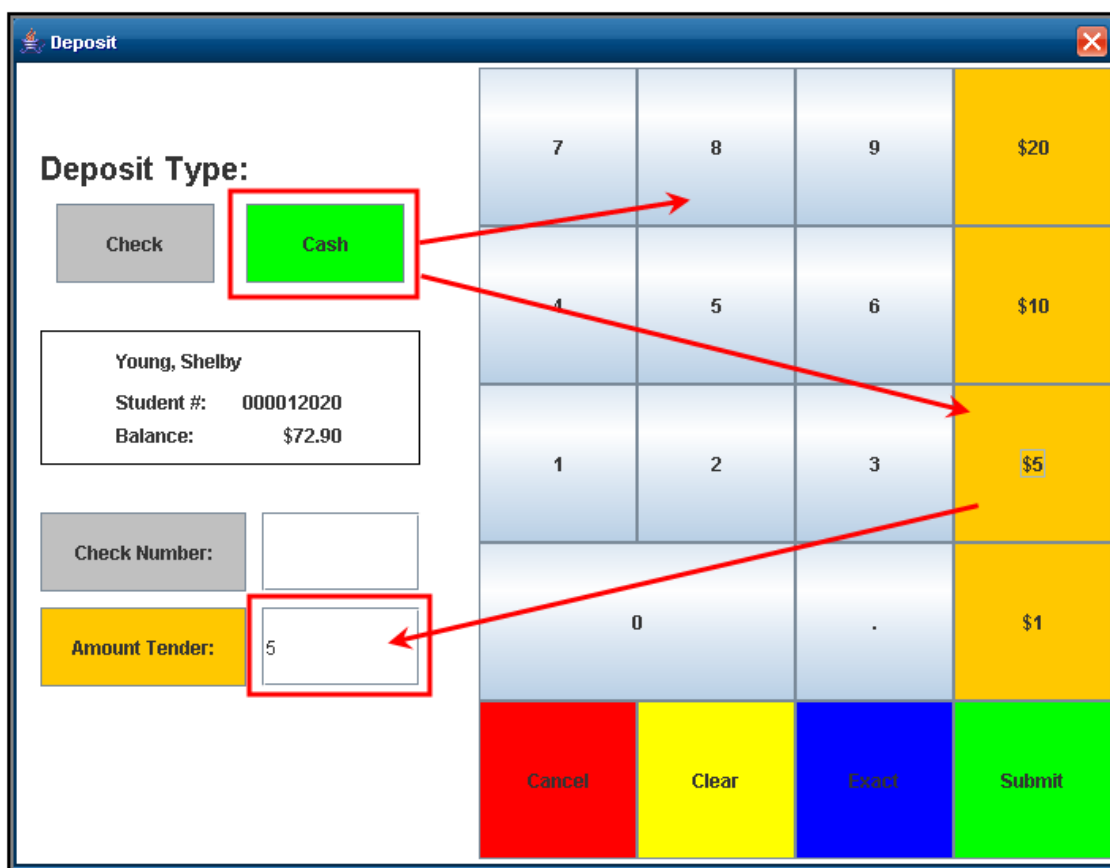 Deposit
Deposit Type:
Check
Cash
Young, Shelby
Student #: 000012020
Balance: $72.90
Check Number:
Amount Tender:
5
7 8 9 $20
4 5 6 $10
1 2 3 $5
0 . $1
Cancel Clear Exact Submit